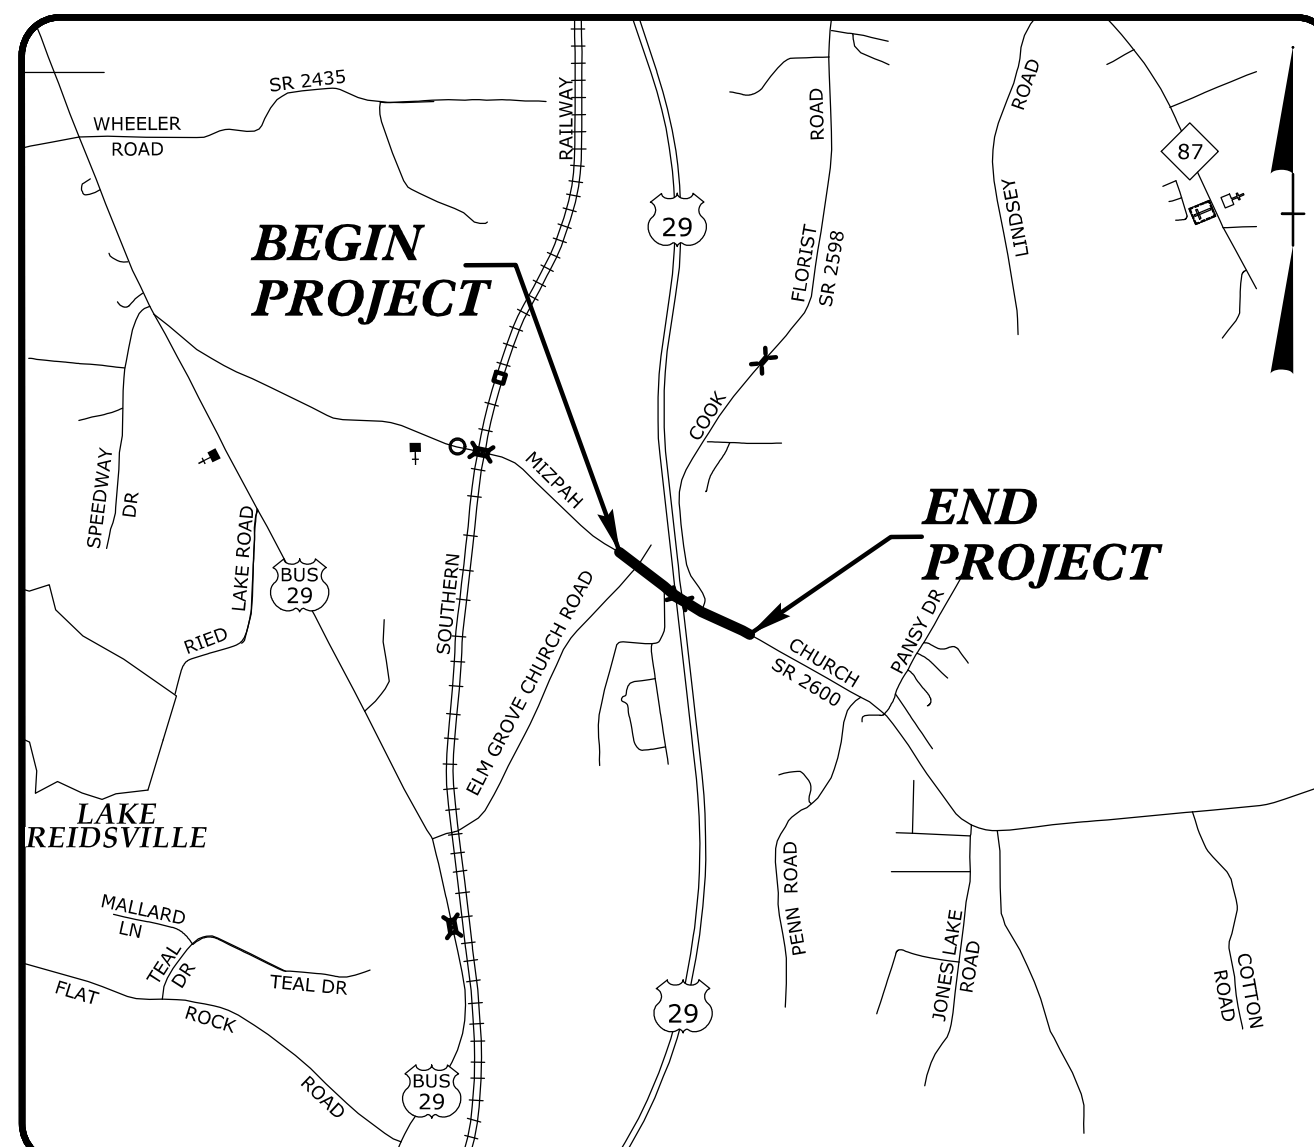 SR 2435
WHEELER
ROAD
RAILWAY
ROAD
ROAD
87
29
LINDSEY
FLORIST
SR 2598
BEGIN
PROJECT
COOK
MIZPAH
SPEEDWAY
DR
LAKE ROAD
BUS
29
END
PROJECT
SOUTHERN
ELM GROVE CHURCH ROAD
RIED
PANSY DR
CHURCH
SR 2600
LAKE
REIDSVILLE
PENN ROAD
MALLARD
LN
TEAL
DR
TEAL DR
JONES LAKE
ROAD
COTTON
ROAD
FLAT
ROCK
ROAD
29
BUS
29